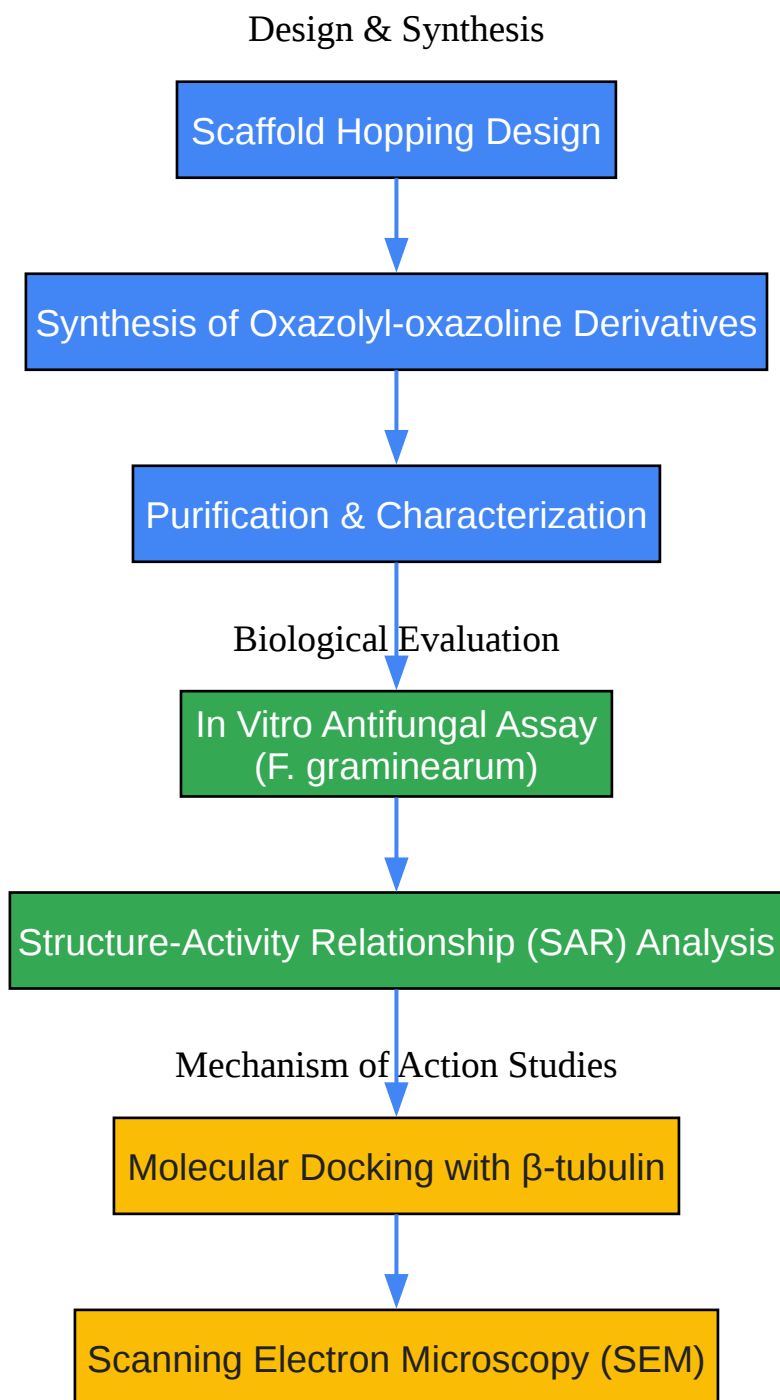 Design & Synthesis
Scaffold Hopping Design
Synthesis of Oxazolyl-oxazoline Derivatives
Purification & Characterization
Biological Evaluation
In Vitro Antifungal Assay
(F. graminearum)
Structure-Activity Relationship (SAR) Analysis
Mechanism of Action Studies
Molecular Docking with β-tubulin
Scanning Electron Microscopy (SEM)